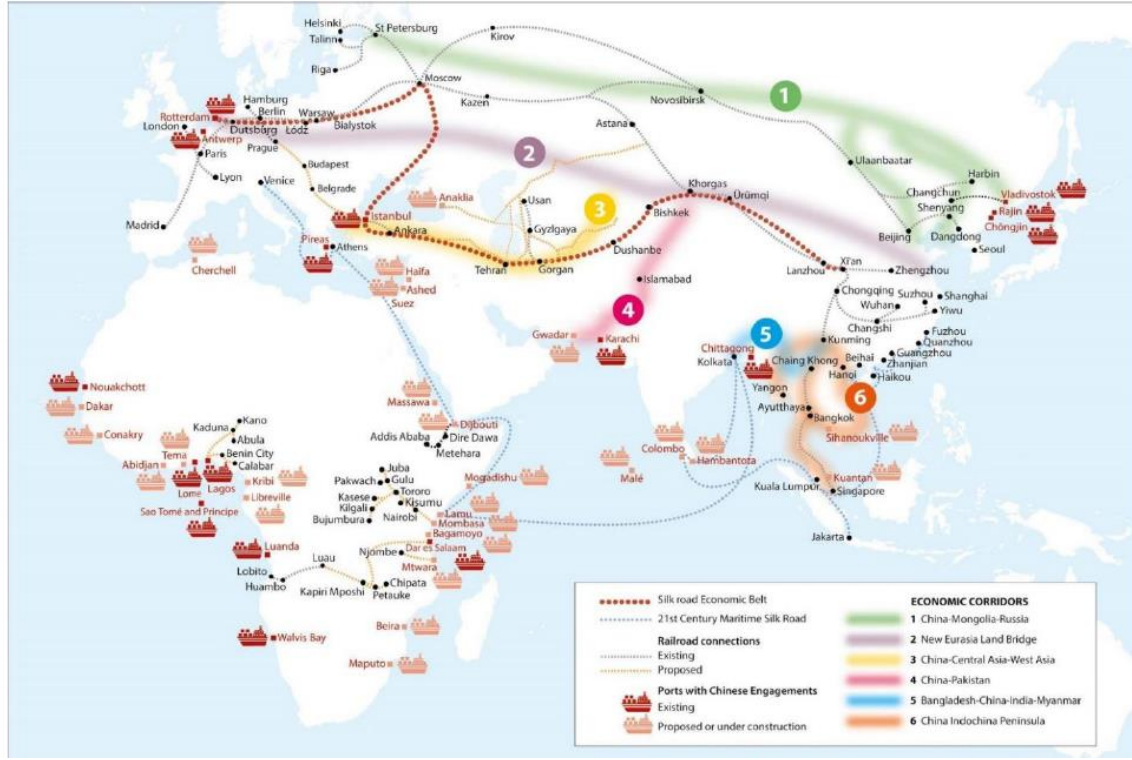 Helsinki
St Petersburg
Talinn
Riga
Kirov
Moscow
Kazen
Novosibirsk
1
Hamburg
Rotterdam
Berlin
Warsaw
London
Dutsburg
Łódź
Bialystok
Antwerp
Prague
Paris
Astana
2
Ulaanbaatar
Harbin
Changchun
Vladivostok
Shenyang
Rajin
Chôngjin
Beijing
Dangdong
Seoul
Budapest
Lyon
Venice
Belgrade
Madrid
Anaklia
Usan
Khorgas
Ürümqi
Istanbul
Ankara
Gyzlgaya
3
Bishkek
Pireas
Athens
Dushanbe
Tehran
Gorgan
Cherchell
Haifa
Ashed
Suez
Islamabad
Lanzhou
Xi'an
Zhengzhou
Chongqing
Suzhou
Shanghai
Wuhan
Yiwu
Changshi
Fuzhou
Quanzhou
Gwadar
4
Karachi
5
Kunming
Guangzhou
Chittagong
Kolkata
Chaing Khong
Beihai
Zhanjian
Hanoi
Haikou
Yangon
6
Ayutthaya
Bangkok
Sihanoukville
Nouakchott
Dakar
Conakry
Massawa
Djibouti
Addis Ababa
Dire Dawa
Metehara
Colombo
Hambantota
Malé
Kuantan
Kuala Lumpur
Singapore
Jakarta
Kano
Kaduna
Abula
Tema
Benin City
Abidjan
Calabar
Lome
Lagos
Kribi
Libreville
Sao Tomé and Principe
Juba
Pakwach
Gulu
Mogadishu
Kasese
Tororo
Kilgali
Kisumu
Bujumbura
Nairobi
Lamu
Mombasa
Bagamoyo
Luanda
Njombe
Dar es Salaam
Luau
Mtwara
Lobito
Huambo
Kapiri Mposhi
Chipata
Petauke
Walvis Bay
Beira
Maputo
Silk road Economic Belt
21st Century Maritime Silk Road
Railroad connections
Existing
Proposed
Ports with Chinese Engagements
Existing
Proposed or under construction
ECONOMIC CORRIDORS
1 China-Mongolia-Russia
2 New Eurasia Land Bridge
3 China-Central Asia-West Asia
4 China-Pakistan
5 Bangladesh-China-India-Myanmar
6 China Indochina Peninsula